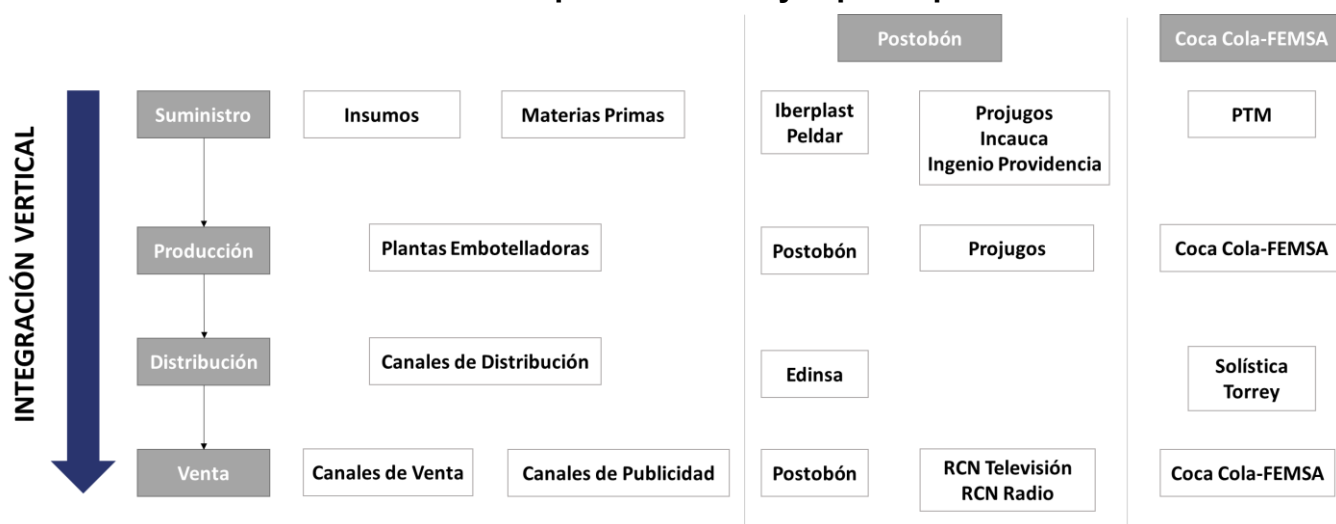 Postobón
Coca Cola-FEMSA
INTEGRACIÓN VERTICAL
Suministro
Insumos
Materias Primas
Iberplast
Peldar
Projugos
Incauca
Ingenio Providencia
PTM
Producción
Plantas Embotelladoras
Postobón
Projugos
Coca Cola-FEMSA
Distribución
Canales de Distribución
Edinsa
Solística
Torrey
Venta
Canales de Venta
Canales de Publicidad
Postobón
RCN Televisión
RCN Radio
Coca Cola-FEMSA